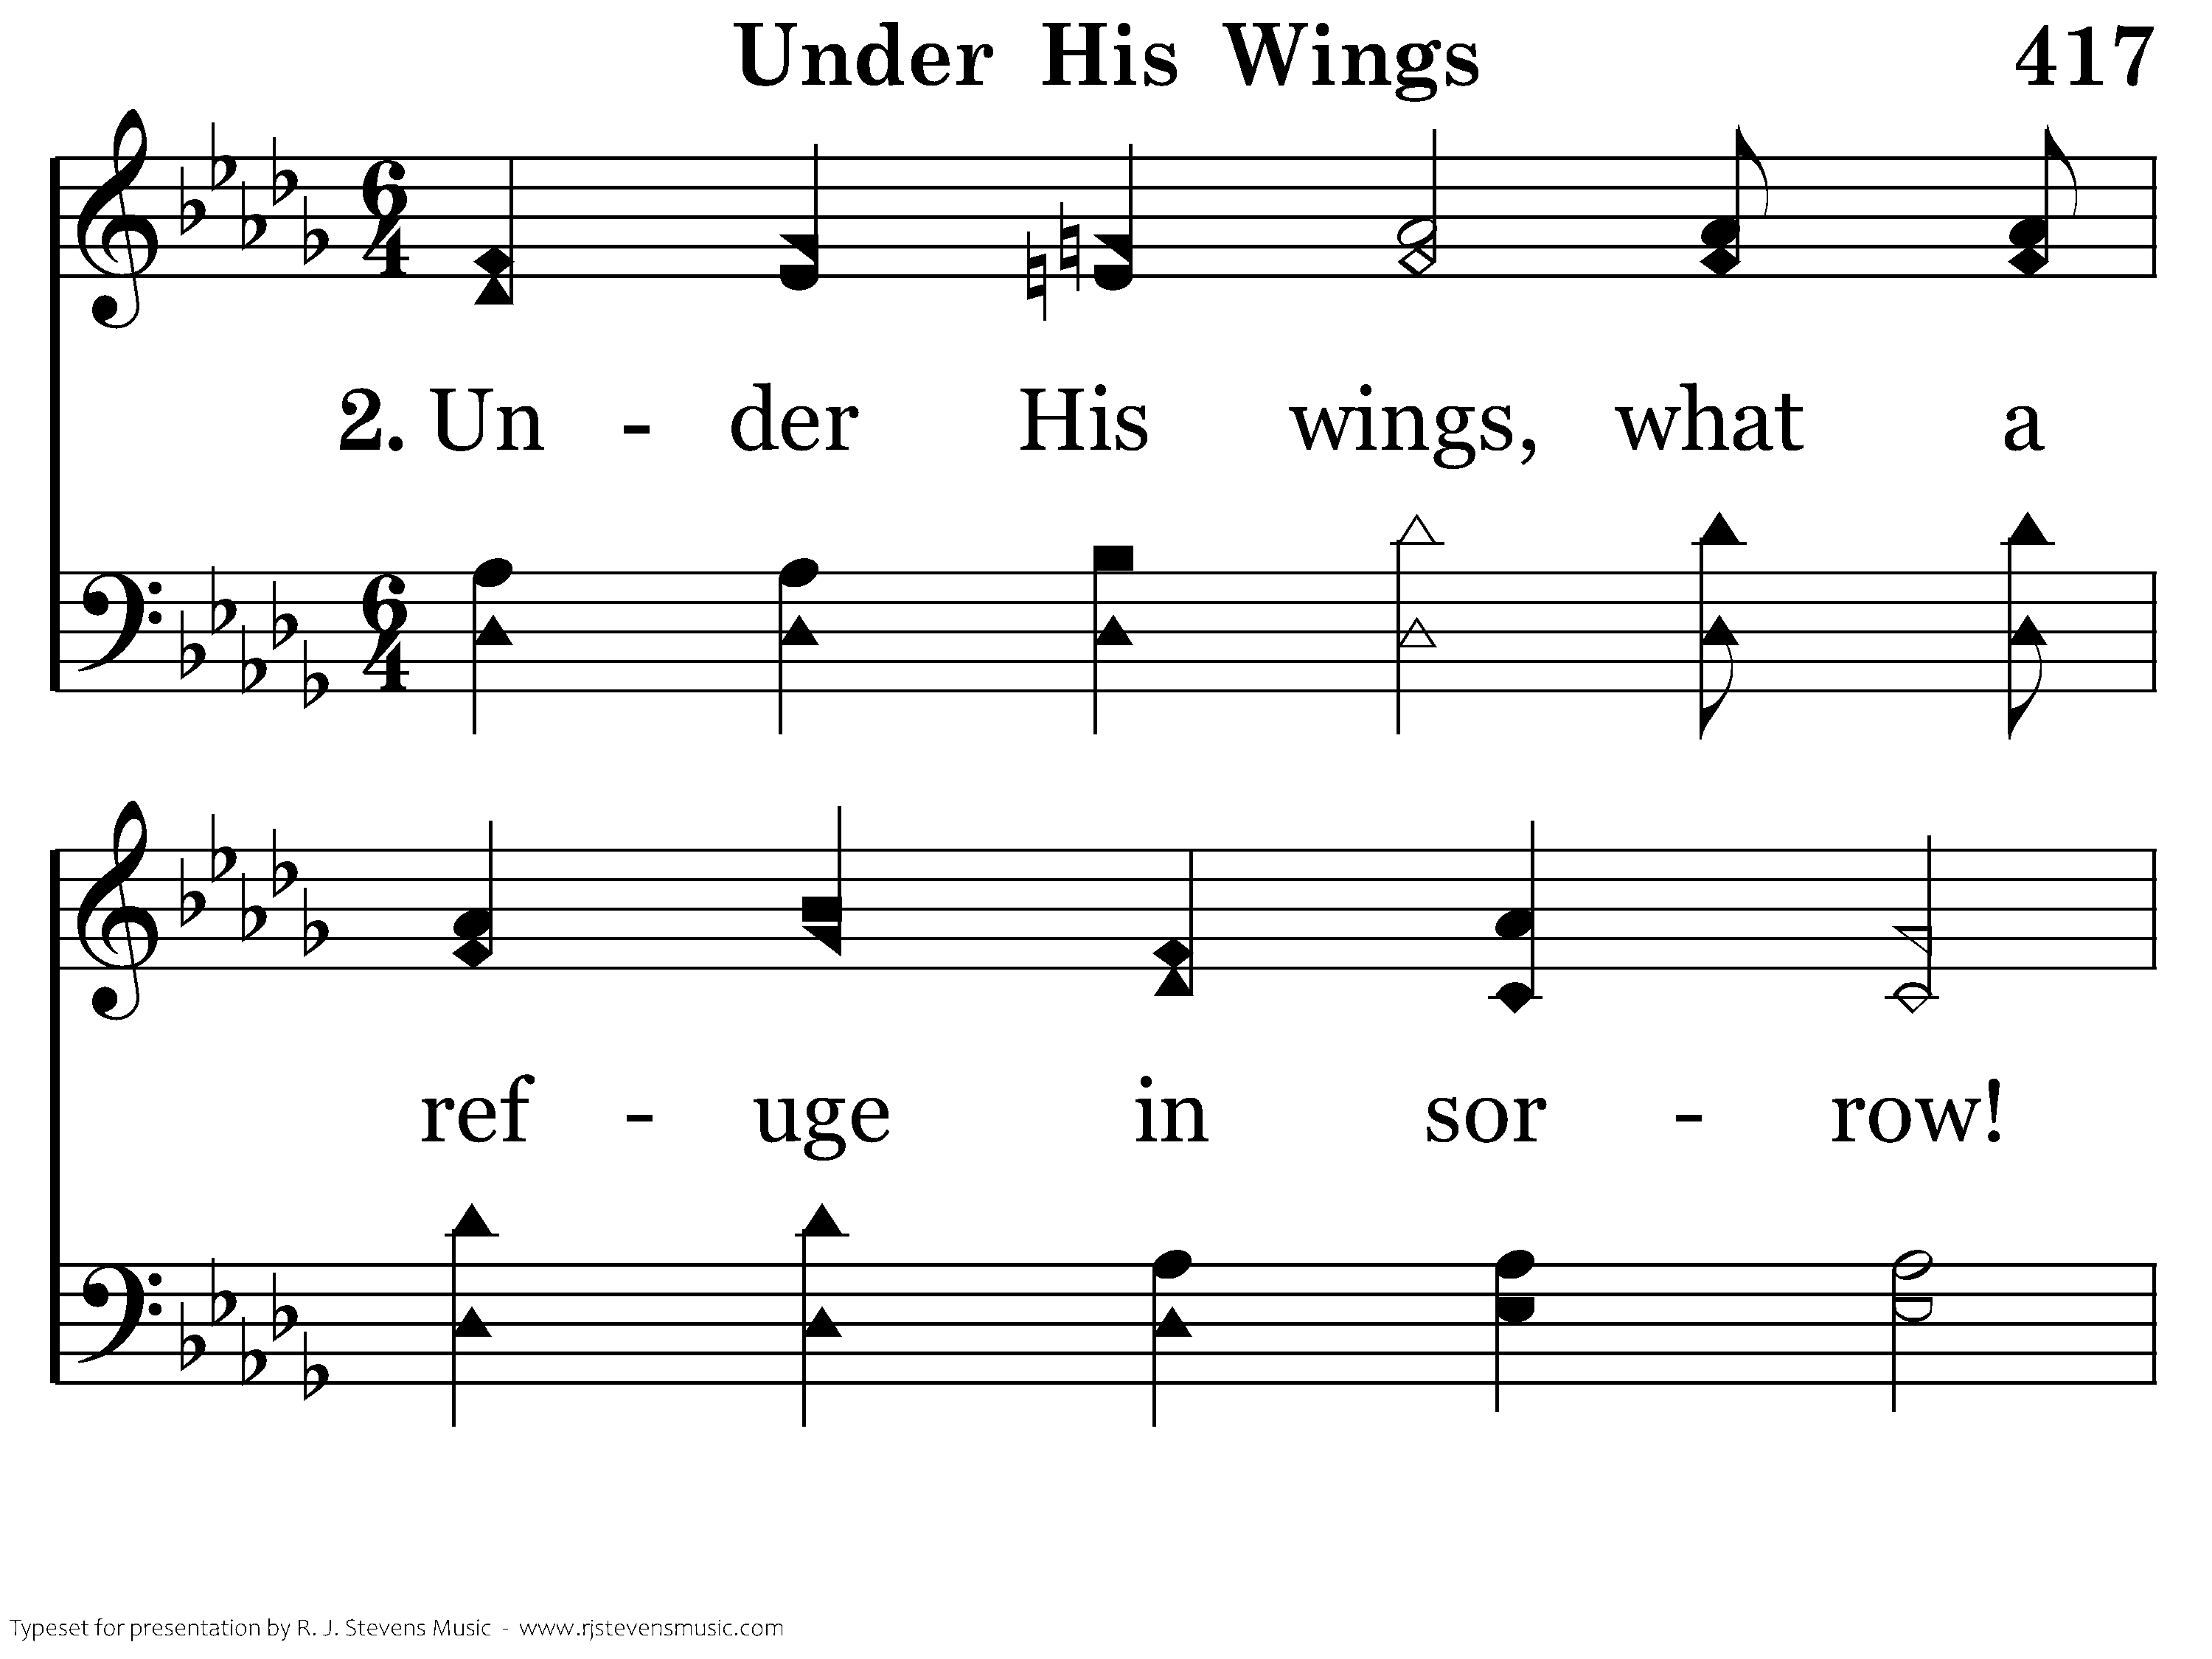 Under His Wings 417
6 4
2. Un - der His wings, what a
6 4
ref - uge in sor - row!
Typeset for presentation by R. J. Stevens Music - www.rjstevensmusic.com